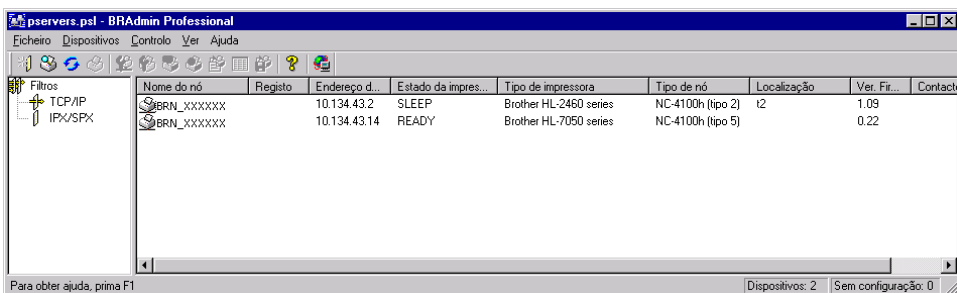 pservers.psl - BRAdmin Professional
Ficheiro Dispositivos Controlo Ver Ajuda
Filtros
TCP/IP
IPX/SPX
Nome do nó Registo Endereço d... Estado da impres... Tipo de impressora Tipo de nó Localização Ver. Fir... Contact
BRN_XXXXXX 10.134.43.2 SLEEP Brother HL-2460 series NC-4100h (tipo 2) t2 1.09
BRN_XXXXXX 10.134.43.14 READY Brother HL-7050 series NC-4100h (tipo 5) 0.22
Para obter ajuda, prima F1 Dispositivos: 2 Sem configuração: 0